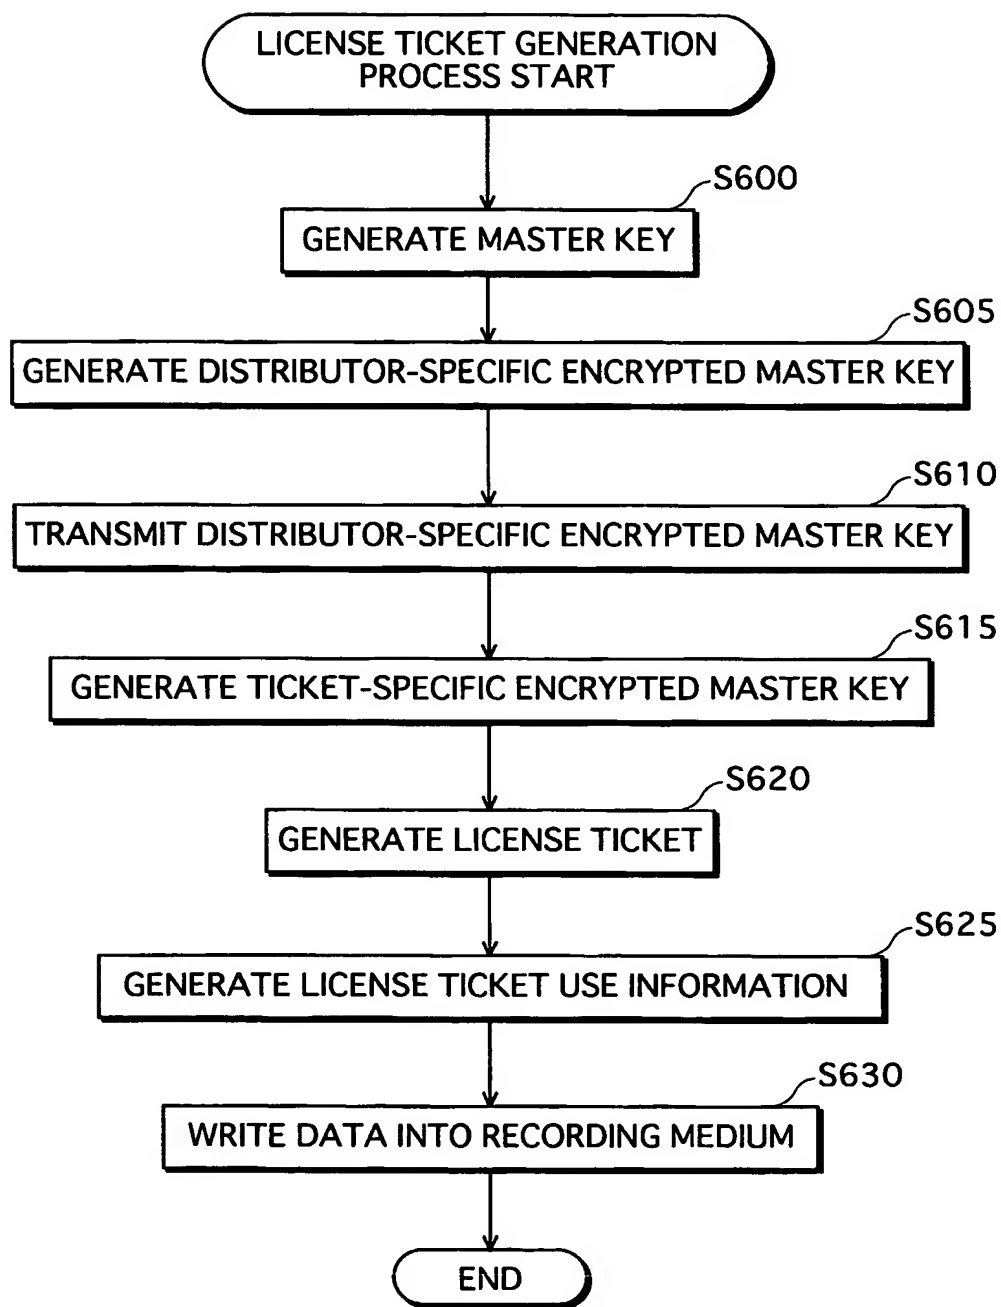 LICENSE TICKET GENERATION
PROCESS START
S600
GENERATE MASTER KEY
S605
GENERATE DISTRIBUTOR-SPECIFIC ENCRYPTED MASTER KEY
S610
TRANSMIT DISTRIBUTOR-SPECIFIC ENCRYPTED MASTER KEY
S615
GENERATE TICKET-SPECIFIC ENCRYPTED MASTER KEY
S620
GENERATE LICENSE TICKET
S625
GENERATE LICENSE TICKET USE INFORMATION
S630
WRITE DATA INTO RECORDING MEDIUM
END